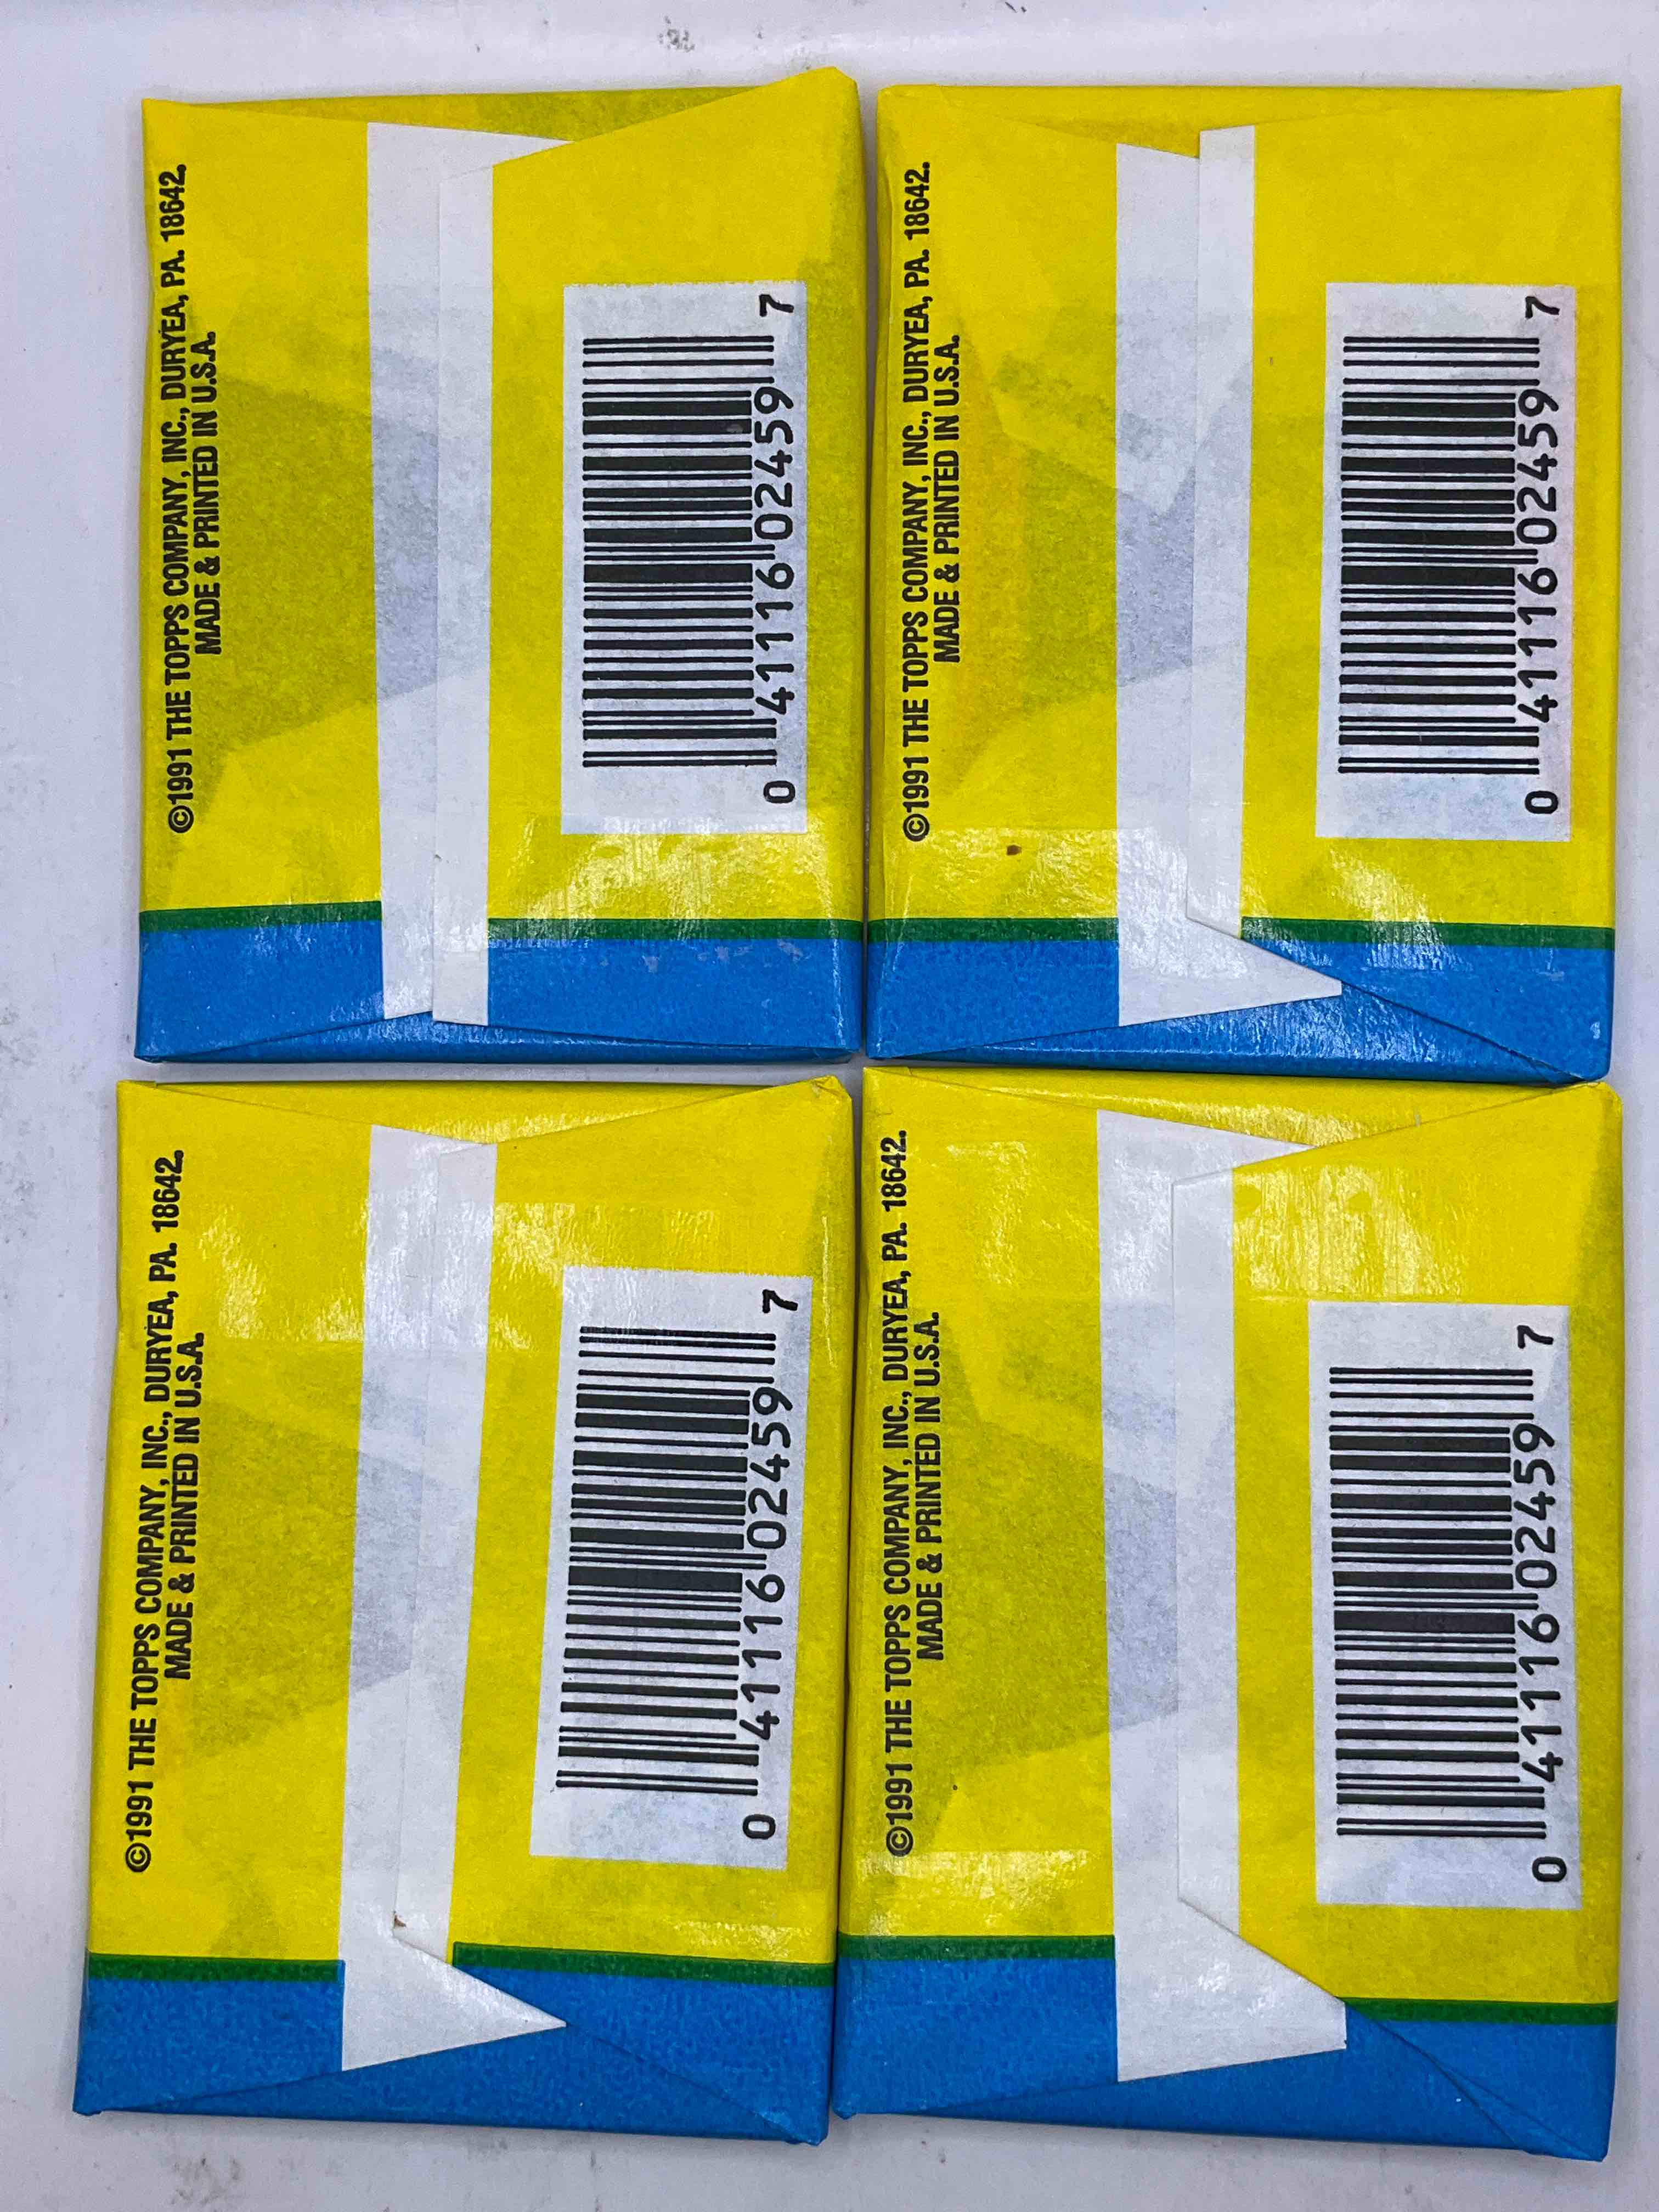 ©1991 THE TOPPS COMPANY, INC., DURYEA, PA. 18642.
MADE & PRINTED IN U.S.A.
0 41116 02459 7
©1991 THE TOPPS COMPANY, INC., DURYEA, PA. 18642.
MADE & PRINTED IN U.S.A.
0 41116 02459 7
©1991 THE TOPPS COMPANY, INC., DURYEA, PA. 18642.
MADE & PRINTED IN U.S.A.
0 41116 02459 7
©1991 THE TOPPS COMPANY, INC., DURYEA, PA. 18642.
MADE & PRINTED IN U.S.A.
0 41116 02459 7